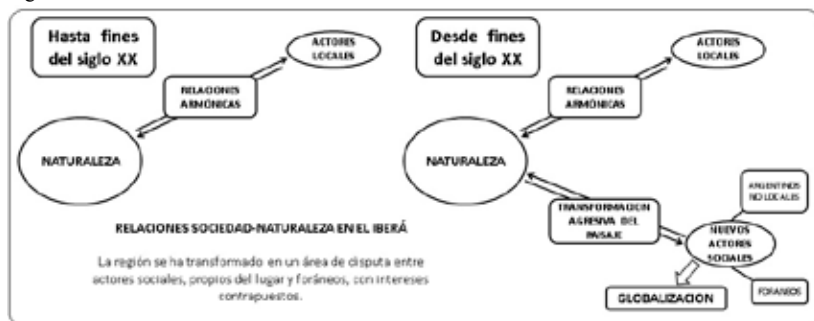 Hasta fines
del siglo XX
ACTORES
LOCALES
RELACIONES
ARMÓNICAS
NATURALEZA
Desde fines
del siglo XX
ACTORES
LOCALES
RELACIONES
ARMÓNICAS
NATURALEZA
TRANSFORMACION
AGRESIVA DEL
PAISAJE
ARGENTINOS
NO LOCALES
NUEVOS
ACTORES
SOCIALES
FORANEOS
GLOBALIZACION
RELACIONES SOCIEDAD-NATURALEZA EN EL IBERÁ
La región se ha transformado en un área de disputa entre
actores sociales, propios del lugar y foráneos, con intereses
contrapuestos.